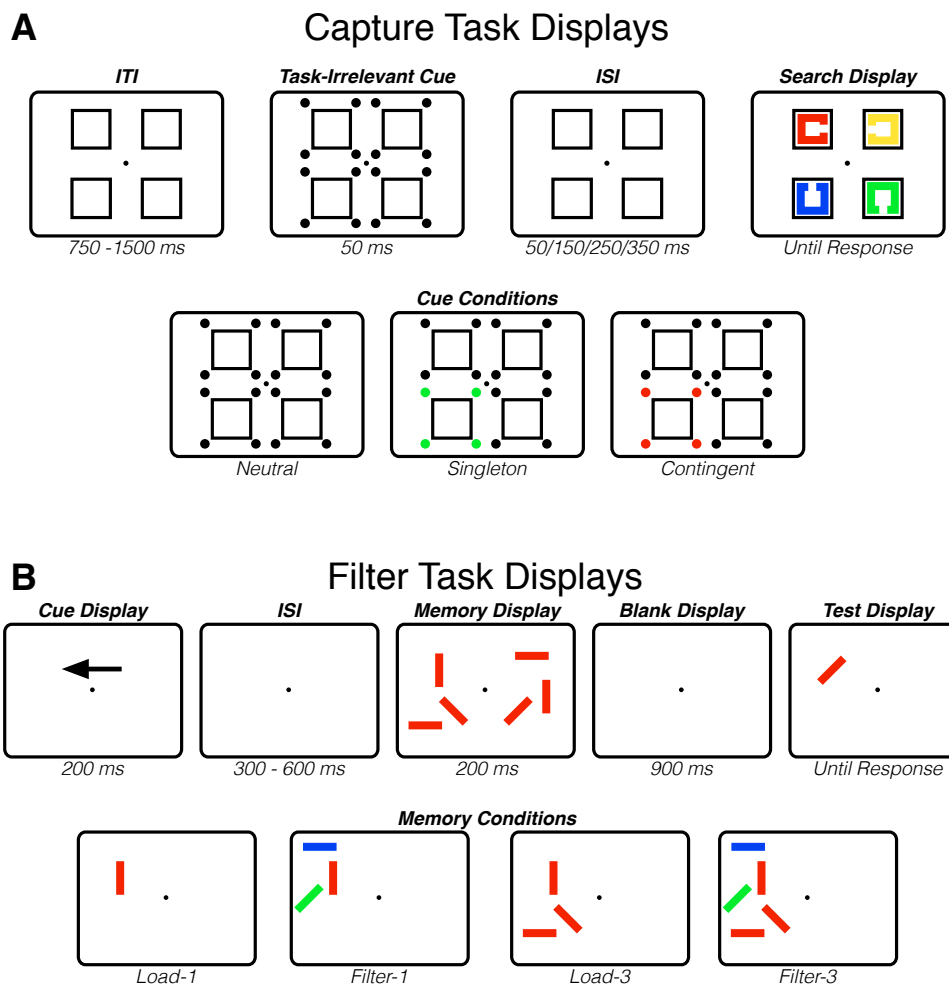 A Capture Task Displays
ITI Task-Irrelevant Cue ISI Search Display
750 -1500 ms 50 ms 50/150/250/350 ms Until Response
Cue Conditions
Neutral Singleton Contingent
B Filter Task Displays
Cue Display ISI Memory Display Blank Display Test Display
200 ms 300 - 600 ms 200 ms 900 ms Until Response
Memory Conditions
Load-1 Filter-1 Load-3 Filter-3